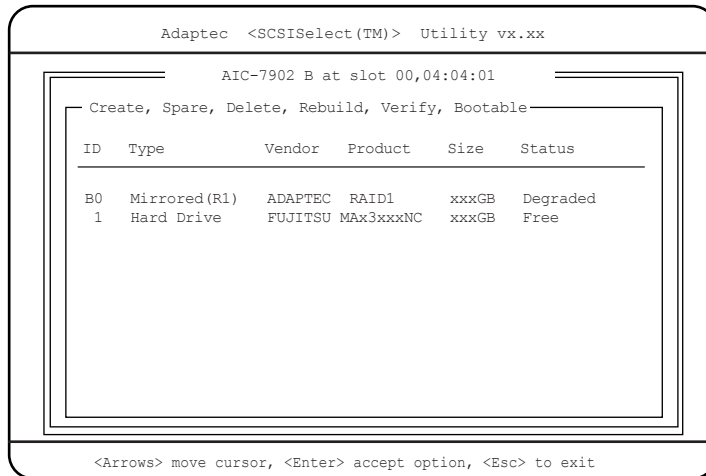 Adaptec <SCSISelect(TM)> Utility vx.xx
AIC-7902 B at slot 00,04:04:01
Create, Spare, Delete, Rebuild, Verify, Bootable
ID Type Vendor Product Size Status
B0 Mirrored(R1) ADAPTEC RAID1 xxxGB Degraded
1 Hard Drive FUJITSU MAx3xxxNC xxxGB Free
<Arrows> move cursor, <Enter> accept option, <Esc> to exit